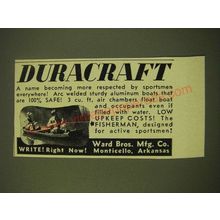 DURACRAFT
A name becoming more respected by sportsmen
everywhere! Arc welded sturdy aluminum boats that
are 100% SAFE! 3 cu. ft. air chambers float boat
and occupants even if
filled with water. LOW
UPKEEP COSTS! The
"FISHERMAN, designed
for active sportsmen!
Ward Bros. Mfg. Co.
WRITE! Right Now! Monticello, Arkansas